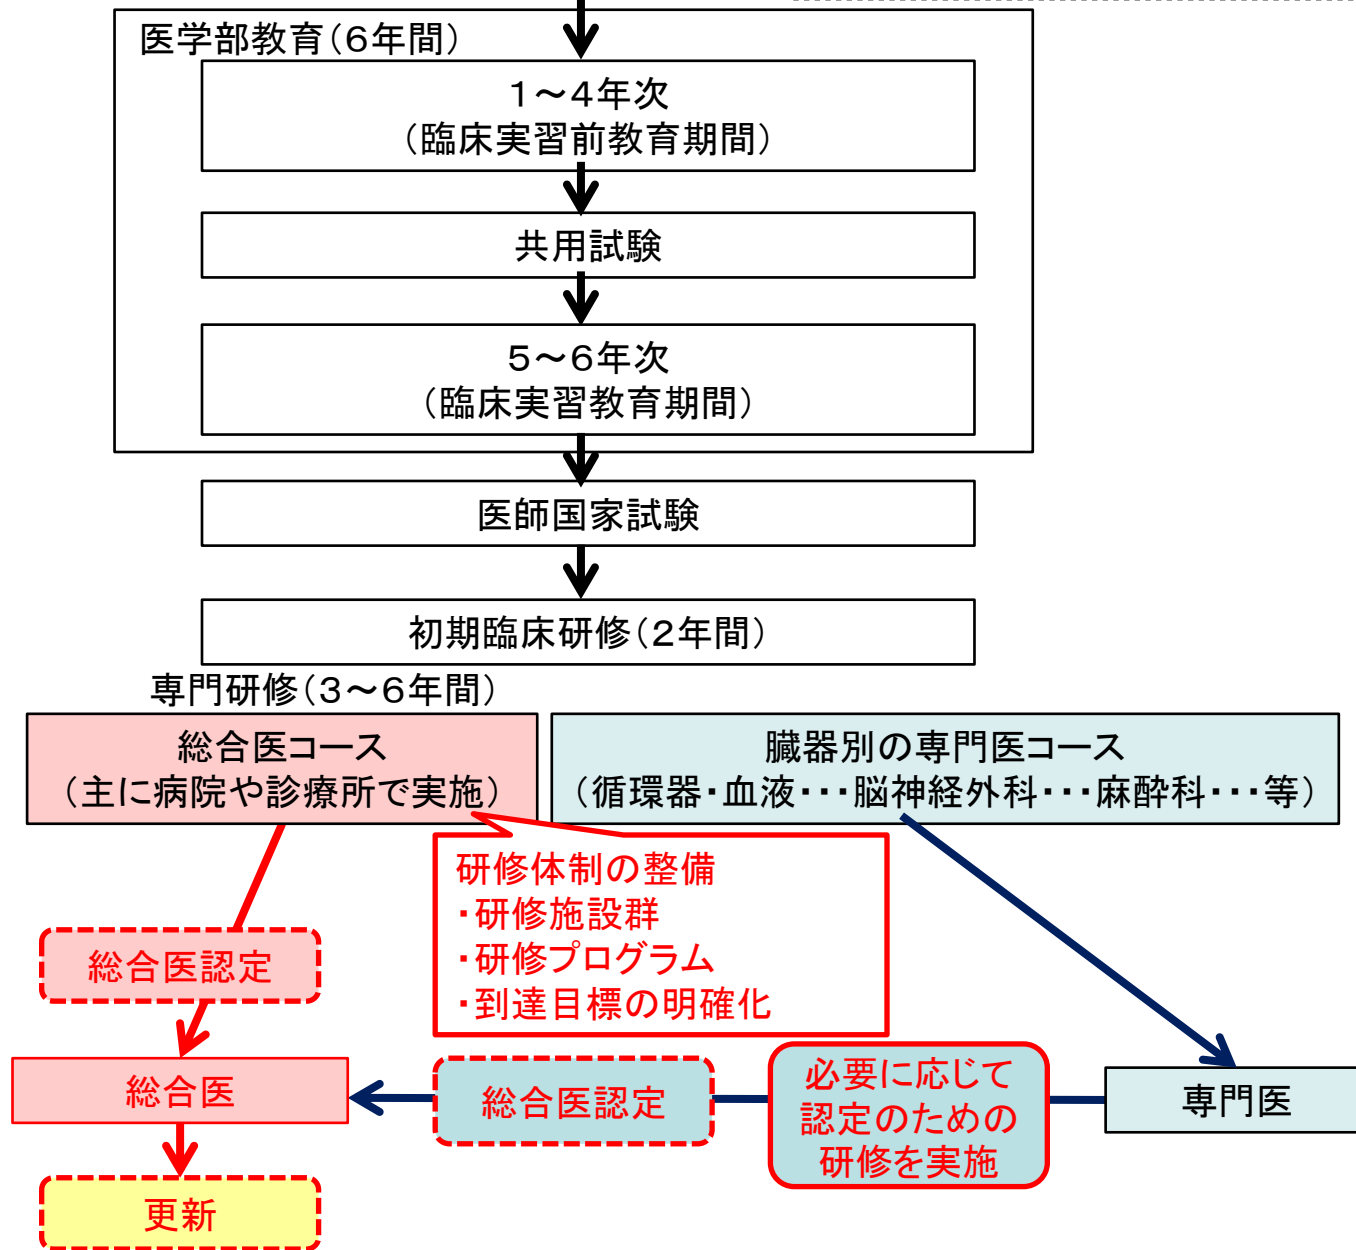 医学部教育(6年間)
1～4年次
(臨床実習前教育期間)
共用試験
5～6年次
(臨床実習教育期間)
医師国家試験
初期臨床研修(2年間)
専門研修(3～6年間)
総合医コース
(主に病院や診療所で実施)
臓器別の専門医コース
(循環器・血液・・・脳神経外科・・・麻酔科・・・等)
研修体制の整備
・研修施設群
・研修プログラム
・到達目標の明確化
総合医認定
総合医
総合医認定
必要に応じて
認定のための
研修を実施
専門医
更新